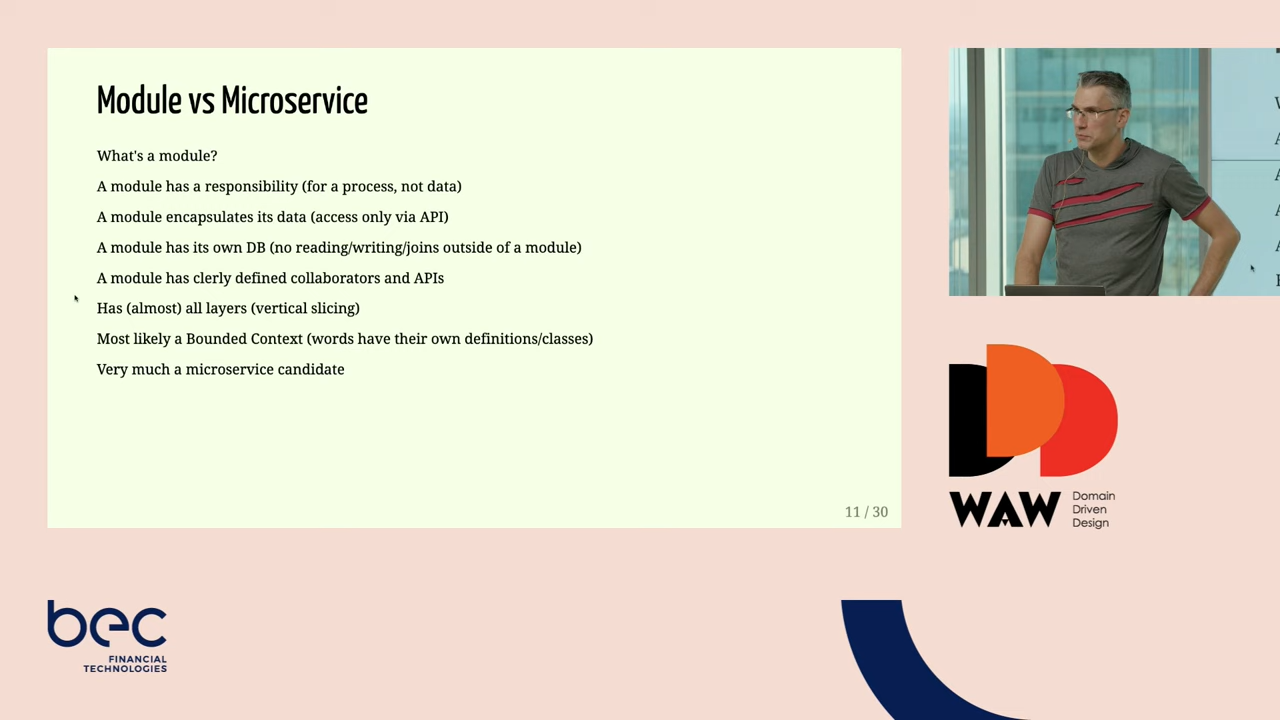 Module vs Microservice
What's a module?
A module has a responsibility (for a process, not data)
A module encapsulates its data (access only via API)
A module has its own DB (no reading/writing/joins outside of a module)
A module has clerly defined collaborators and APIs
Has (almost) all layers (vertical slicing)
Most likely a Bounded Context (words have their own definitions/classes)
Very much a microservice candidate
11 / 30
WAW
Domain
Driven
Design
bec
FINANCIAL
TECHNOLOGIES